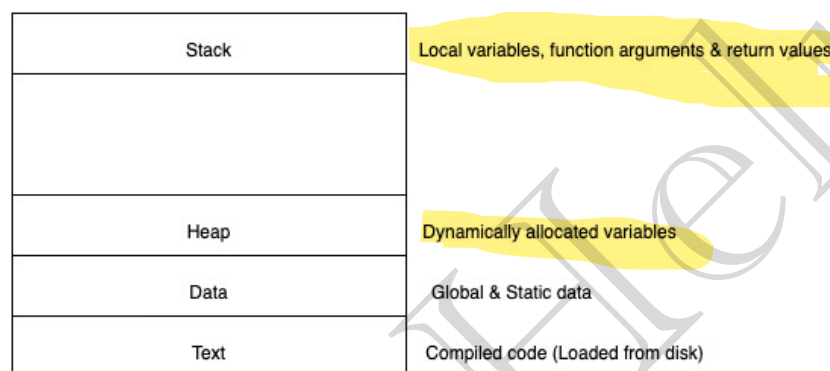 Stack Local variables, function arguments & return values
Heap Dynamically allocated variables
Data Global & Static data
Text Compiled code (Loaded from disk)